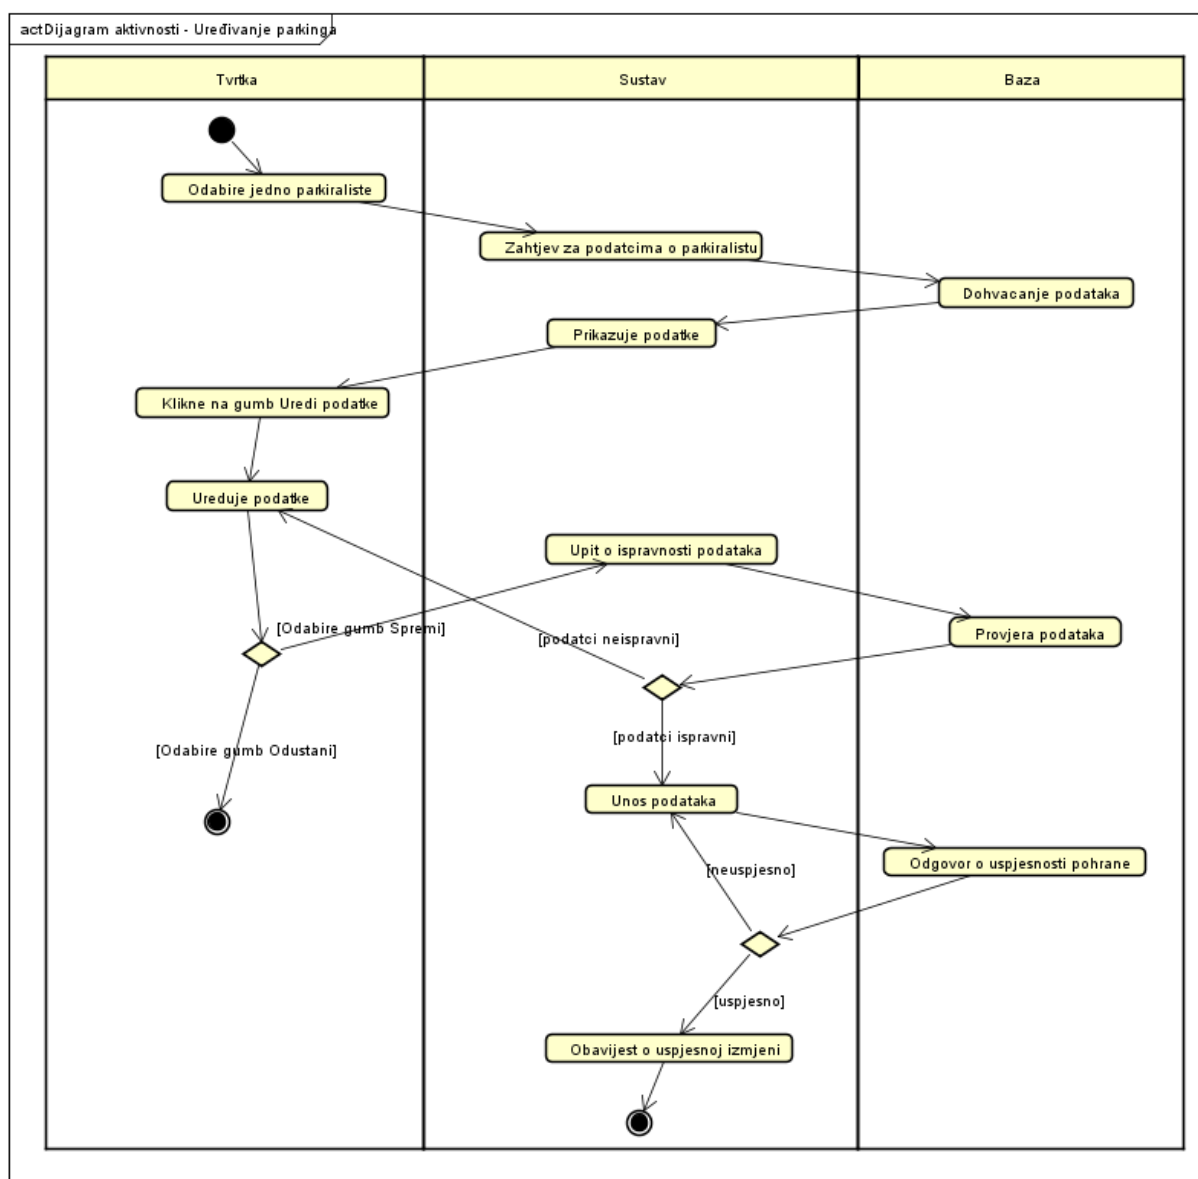 actDijagram aktivnosti - Uređivanje parkinga
Tvrtka
Sustav
Baza
Odabire jedno parkiraliste
Zahtjev za podatcima o parkiralistu
Dohvacanje podataka
Prikazuje podatke
Klikne na gumb Uredi podatke
Ureduje podatke
Upit o ispravnosti podataka
[Odabire gumb Spremi]
[podatci neispravni]
Provjera podataka
[podatci ispravni]
[Odabire gumb Odustani]
Unos podataka
Odgovor o uspjesnosti pohrane
[neuspjesno]
[uspjesno]
Obavijest o uspjesnoj izmjeni